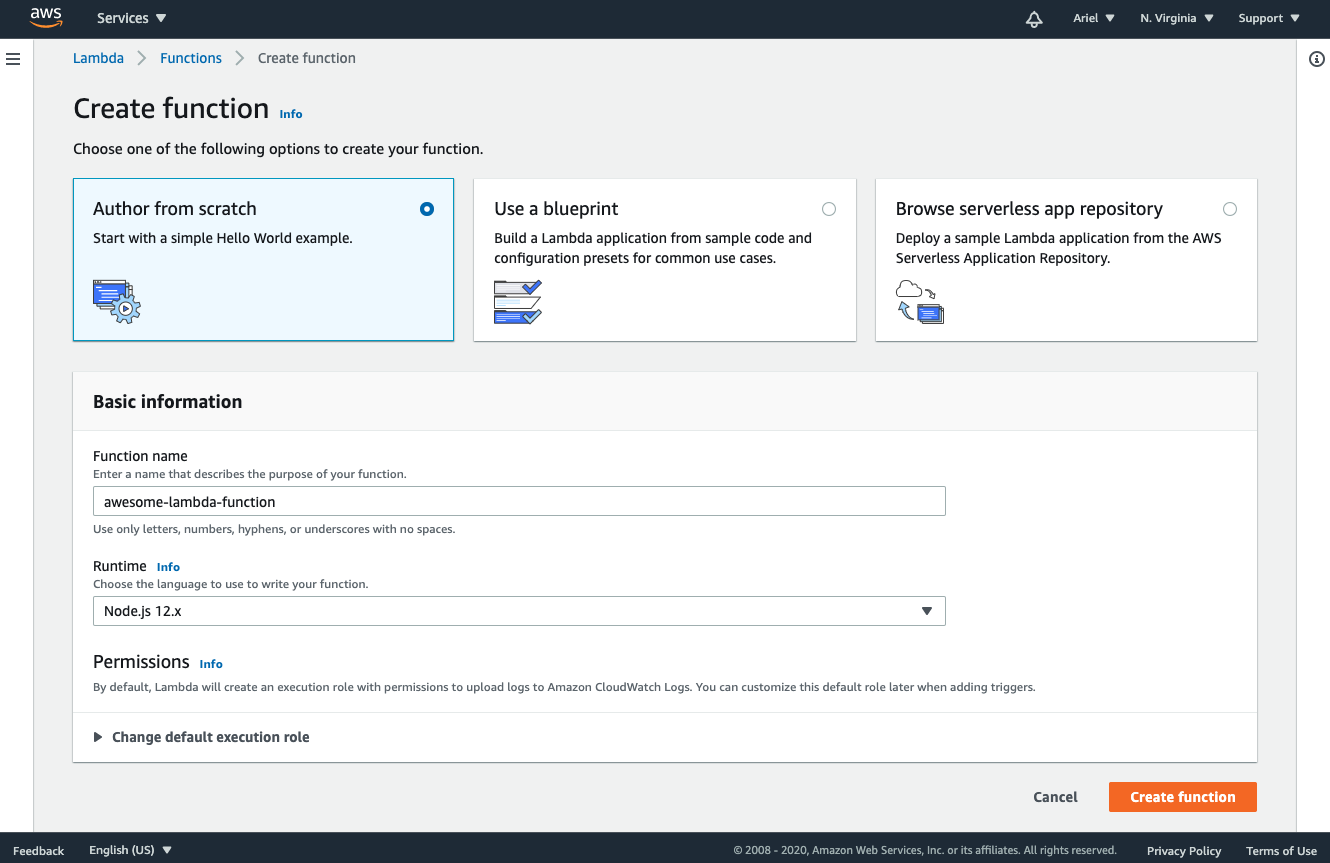 aws Services Ariel N. Virginia Support
Lambda Functions Create function
Create function Info
Choose one of the following options to create your function.
Author from scratch
Start with a simple Hello World example.
Use a blueprint
Build a Lambda application from sample code and
configuration presets for common use cases.
Browse serverless app repository
Deploy a sample Lambda application from the AWS
Serverless Application Repository.
Basic information
Function name
Enter a name that describes the purpose of your function.
awesome-lambda-function
Use only letters, numbers, hyphens, or underscores with no spaces.
Runtime Info
Choose the language to use to write your function.
Node.js 12.x
Permissions Info
By default, Lambda will create an execution role with permissions to upload logs to Amazon CloudWatch Logs. You can customize this default role later when adding triggers.
Change default execution role
Cancel Create function
Feedback English (US) © 2008 - 2020, Amazon Web Services, Inc. or its affiliates. All rights reserved. Privacy Policy Terms of Use